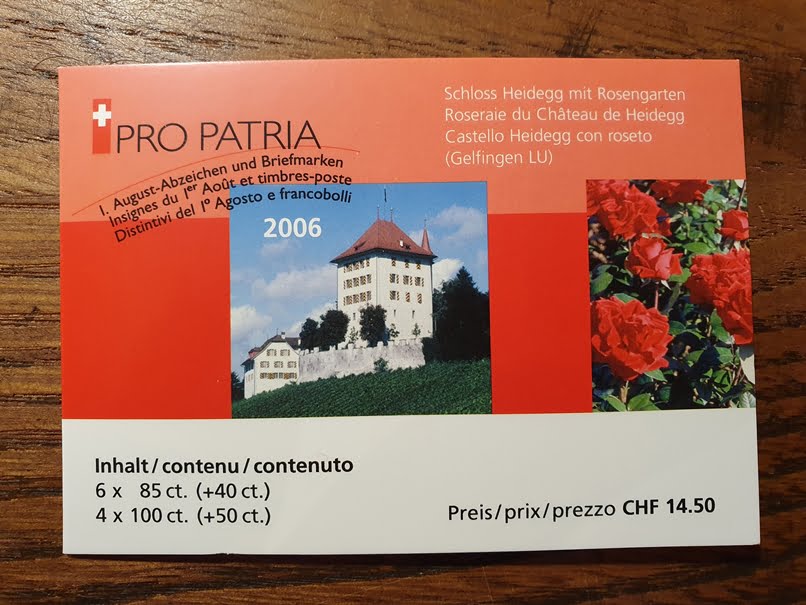 PRO PATRIA
1. August-Abzeichen und Briefmarken
Insignes du 1er Août et timbres-poste
Distintivi del 1° Agosto e francobolli
Schloss Heidegg mit Rosengarten
Roseraie du Château de Heidegg
Castello Heidegg con roseto
(Gelfingen LU)
2006
Inhalt/contenu/contenuto
6 x 85 ct. (+40 ct.)
4 x 100 ct. (+50 ct.)
Preis/prix/prezzo CHF 14.50